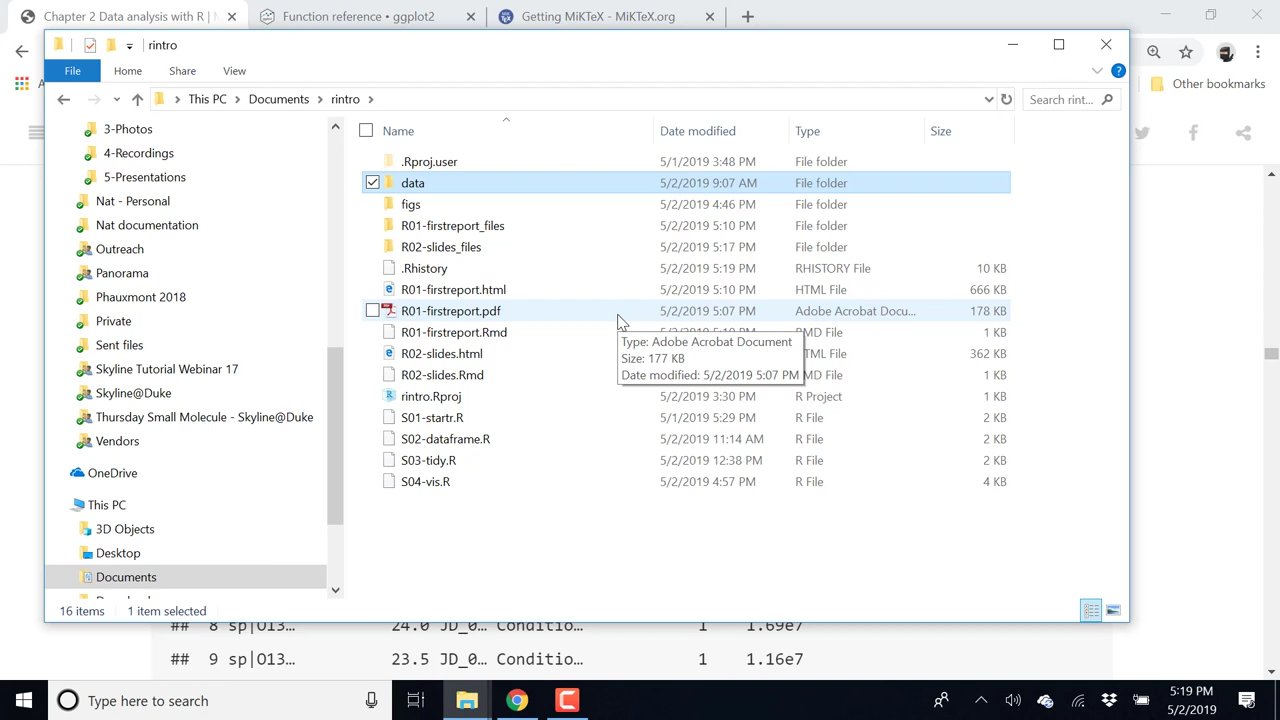 Chapter 2 Data analysis with R |
Function reference • ggplot2
Getting MiKTeX - MiKTeX.org
rintro
File
Home
Share
View
This PC
Documents
rintro
Search rint...
Other bookmarks
3-Photos
4-Recordings
5-Presentations
Nat - Personal
Nat documentation
Outreach
Panorama
Phauxmont 2018
Private
Sent files
Skyline Tutorial Webinar 17
Skyline@Duke
Thursday Small Molecule - Skyline@Duke
Vendors
OneDrive
This PC
3D Objects
Desktop
Documents
Name Date modified Type Size
.Rproj.user 5/1/2019 3:48 PM File folder
data 5/2/2019 9:07 AM File folder
figs 5/2/2019 4:46 PM File folder
R01-firstreport_files 5/2/2019 5:10 PM File folder
R02-slides_files 5/2/2019 5:17 PM File folder
.Rhistory 5/2/2019 5:19 PM RHISTORY File 10 KB
R01-firstreport.html 5/2/2019 5:10 PM HTML File 666 KB
R01-firstreport.pdf 5/2/2019 5:07 PM Adobe Acrobat Docu... 178 KB
R01-firstreport.Rmd RMD File 1 KB
Type: Adobe Acrobat Document
Size: 177 KB
Date modified: 5/2/2019 5:07 PM
R02-slides.html HTML File 362 KB
R02-slides.Rmd RMD File 1 KB
rintro.Rproj 5/2/2019 3:30 PM R Project 1 KB
S01-startr.R 5/1/2019 5:29 PM R File 2 KB
S02-dataframe.R 5/2/2019 11:14 AM R File 2 KB
S03-tidy.R 5/2/2019 12:38 PM R File 2 KB
S04-vis.R 5/2/2019 4:57 PM R File 4 KB
16 items 1 item selected
## 8 sp|O13… 24.6 JD_0… Conditio… 1 1.69e7
## 9 sp|O13… 23.5 JD_0… Conditio… 1 1.16e7
Type here to search
5:19 PM
5/2/2019